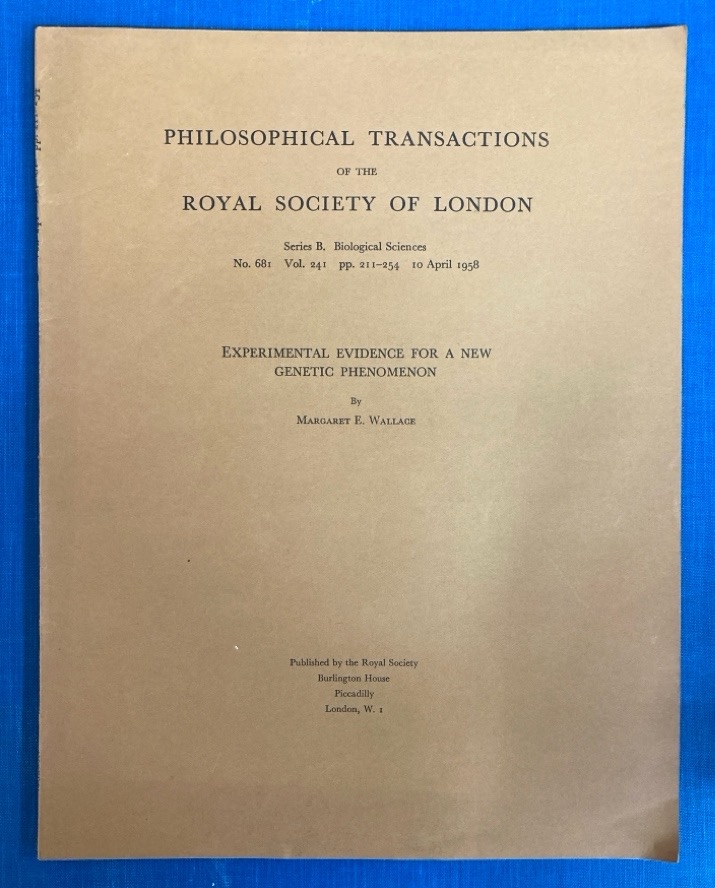 PHILOSOPHICAL TRANSACTIONS
OF THE
ROYAL SOCIETY OF LONDON
Series B. Biological Sciences
No. 681 Vol. 241 pp. 211–254 10 April 1958
EXPERIMENTAL EVIDENCE FOR A NEW
GENETIC PHENOMENON
By
MARGARET E. WALLACE
Published by the Royal Society
Burlington House
Piccadilly
London, W. 1